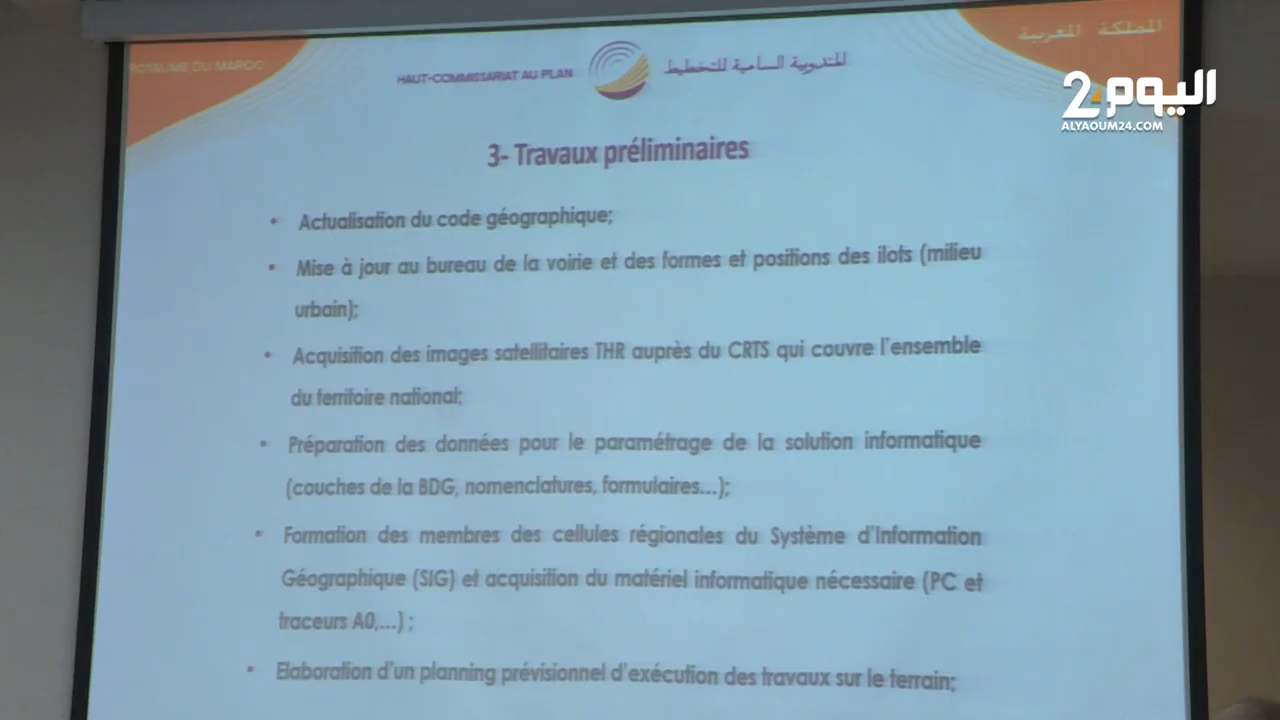 ROYAUME DU MAROC
المملكة المغربية
HAUT-COMMISSARIAT AU PLAN
المندوبية السامية للتخطيط
اليوم 24
ALYAOUM24.COM
3- Travaux préliminaires
• Actualisation du code géographique;
• Mise à jour au bureau de la voirie et des formes et positions des ilots (milieu
urbain);
• Acquisition des images satellitaires THR auprès du CRTS qui couvre l'ensemble
du territoire national;
• Préparation des données pour le paramétrage de la solution informatique
(couches de la BDG, nomenclatures, formulaires...);
• Formation des membres des cellules régionales du Système d'Information
Géographique (SIG) et acquisition du matériel informatique nécessaire (PC et
traceurs A0,...) ;
• Elaboration d'un planning prévisionnel d'exécution des travaux sur le terrain;